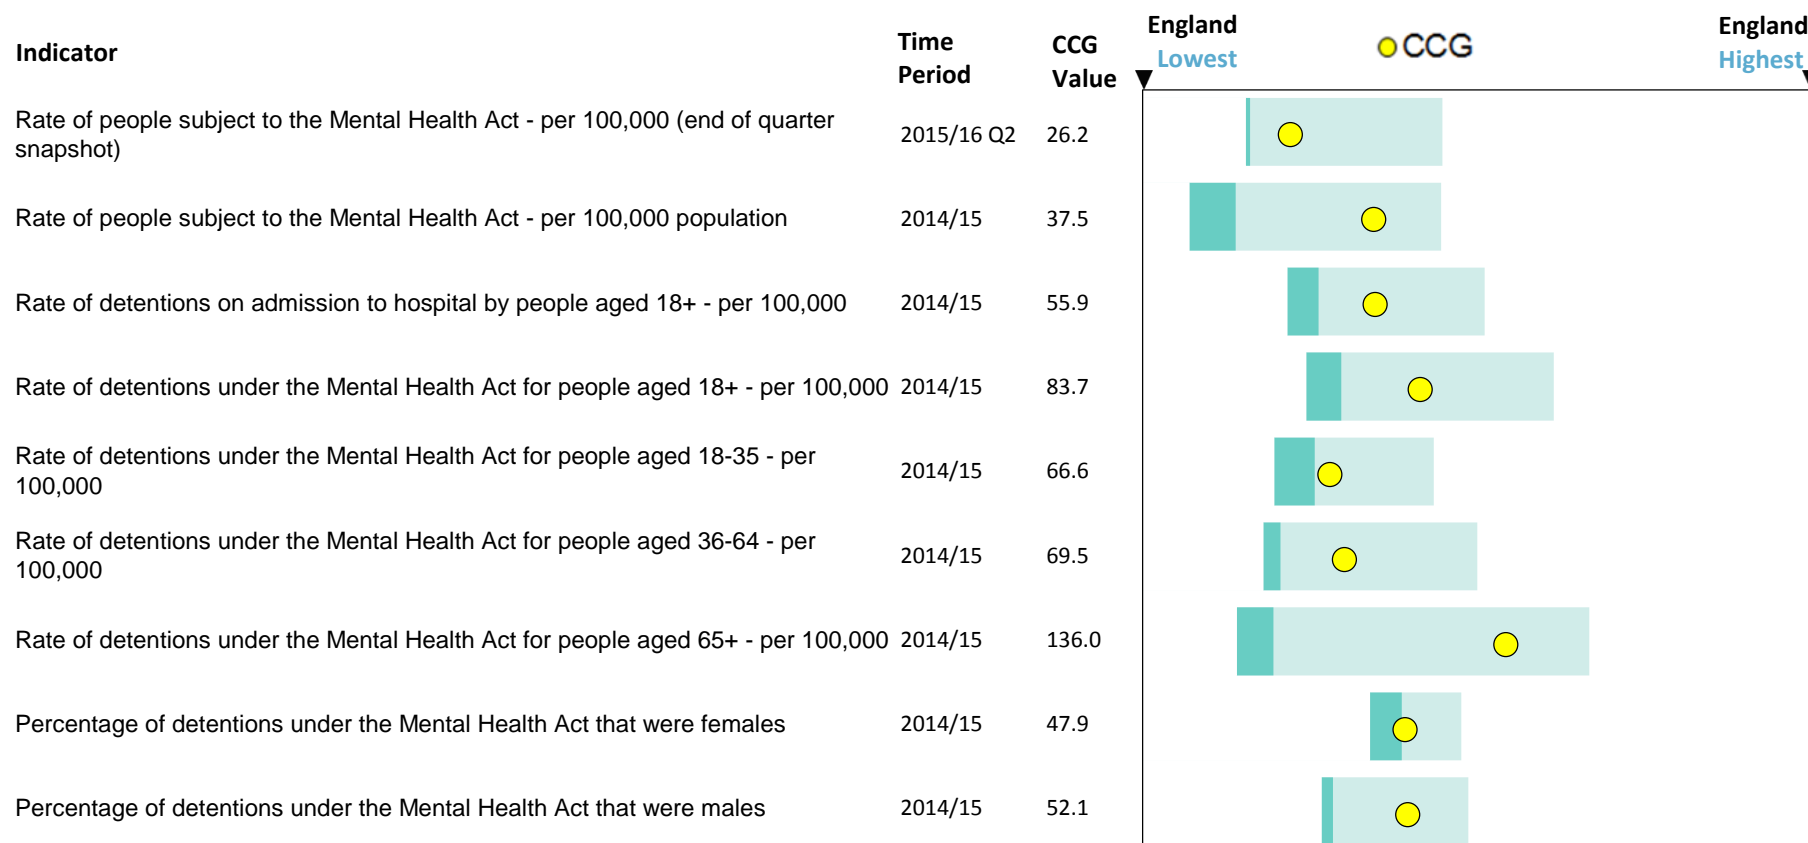 Indicator
Time
Period
CCG
Value
England
Lowest
CCG
England
Highest
Rate of people subject to the Mental Health Act - per 100,000 (end of quarter
snapshot)
2015/16 Q2
26.2
Rate of people subject to the Mental Health Act - per 100,000 population
2014/15
37.5
Rate of detentions on admission to hospital by people aged 18+ - per 100,000
2014/15
55.9
Rate of detentions under the Mental Health Act for people aged 18+ - per 100,000
2014/15
83.7
Rate of detentions under the Mental Health Act for people aged 18-35 - per
100,000
2014/15
66.6
Rate of detentions under the Mental Health Act for people aged 36-64 - per
100,000
2014/15
69.5
Rate of detentions under the Mental Health Act for people aged 65+ - per 100,000
2014/15
136.0
Percentage of detentions under the Mental Health Act that were females
2014/15
47.9
Percentage of detentions under the Mental Health Act that were males
2014/15
52.1